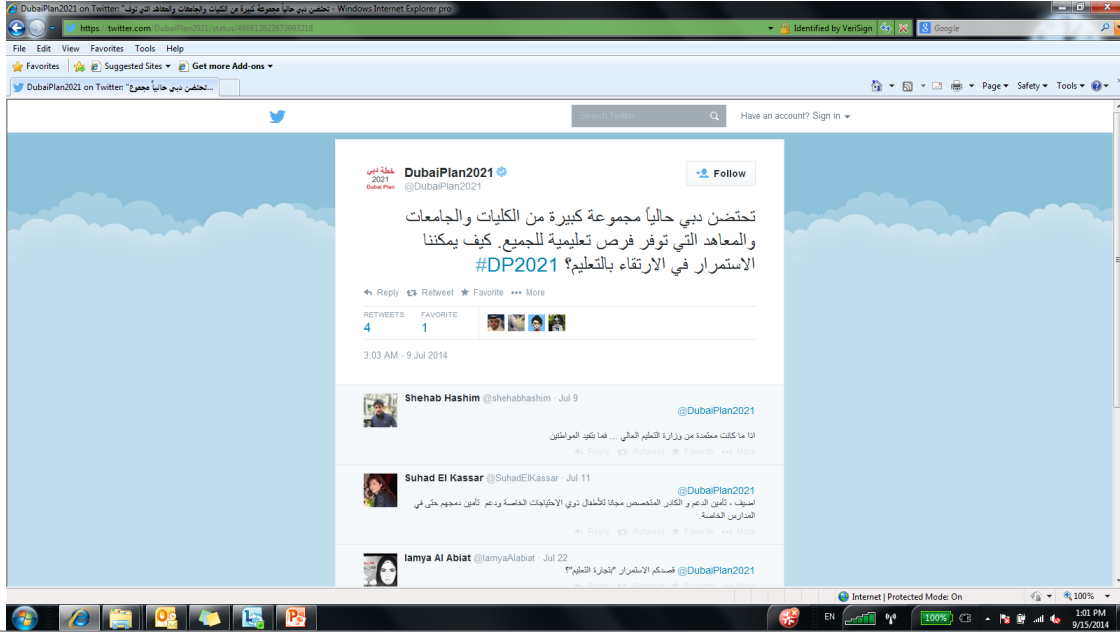 DubaiPlan2021 on Twitter: "تحتضن دبي حالياً مجموعة كبيرة من الكليات والجامعات والمعاهد التي توف - Windows Internet Explorer pro
https://twitter.com/DubaiPlan2021/status/
Identified by VeriSign
Google
File Edit View Favorites Tools Help
Favorites Suggested Sites Get more Add-ons
DubaiPlan2021 on Twitter: "تحتضن دبي حالياً مجموع...
Page Safety Tools
Search Twitter
Have an account? Sign in
خطة دبي
2021
Dubai Plan
DubaiPlan2021
@DubaiPlan2021
Follow
تحتضن دبي حالياً مجموعة كبيرة من الكليات والجامعات
والمعاهد التي توفر فرص تعليمية للجميع. كيف يمكننا
الاستمرار في الارتقاء بالتعليم؟ #DP2021
Reply Retweet Favorite More
RETWEETS FAVORITE
4 1
3:03 AM - 9 Jul 2014
Shehab Hashim @shehabhashim · Jul 9
@DubaiPlan2021
اذا ما كانت معتمدة من وزارة التعليم العالي ... فما بتفيد المواطنين
Reply Retweet Favorite More
Suhad El Kassar @SuhadElKassar · Jul 11
@DubaiPlan2021
اضيف ، تأمين الدعم و الكادر المتخصص مجانا للأطفال ذوي الاحتياجات الخاصة ودعم تأمين دمجهم حتى في
المدارس الخاصة.
Reply Retweet Favorite More
lamya Al Abiat @lamyaAlabiat · Jul 22
@DubaiPlan2021 قصدكم الاستمرار "بتجارة التعليم"؟
Internet | Protected Mode: On
100%
EN
100%
1:01 PM
9/15/2014